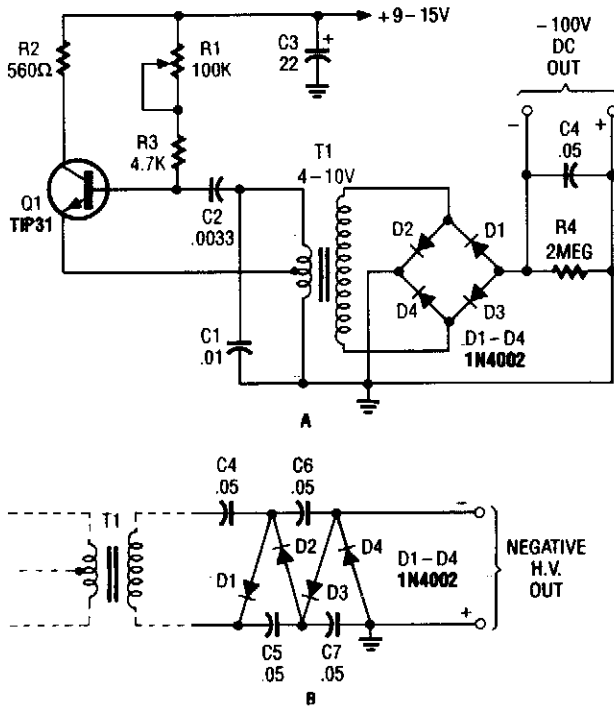 +9-15V
R2
560Ω
R1
100K
C3
22
+
-100V
DC
OUT
-
+
R3
4.7K
T1
4-10V
C4
.05
Q1
TIP31
C2
.0033
D2
D1
R4
2MEG
D4
D3
C1
.01
D1-D4
1N4002
A
C4
.05
C6
.05
T1
D2
D4
D1-D4
1N4002
-
NEGATIVE
H.V.
OUT
D1
D3
+
C5
.05
C7
.05
B